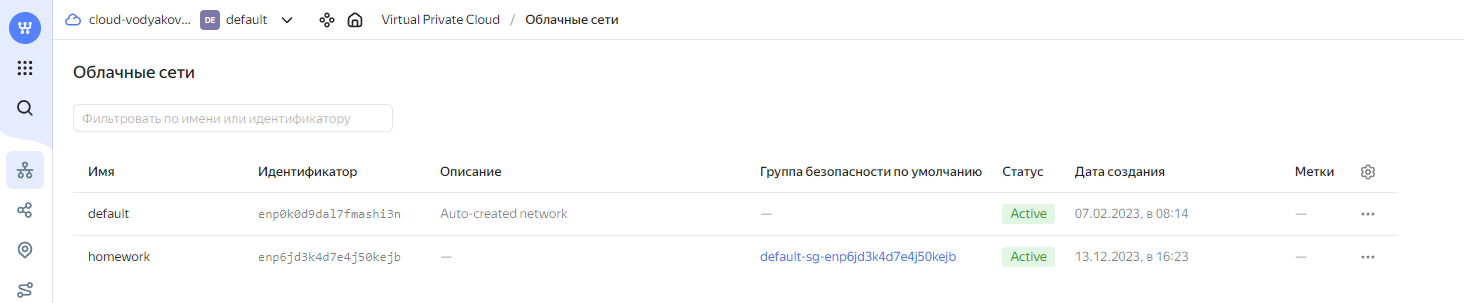 cloud-vodyakov... DE default Virtual Private Cloud / Облачные сети
Облачные сети
Фильтровать по имени или идентификатору
Имя Идентификатор Описание Группа безопасности по умолчанию Статус Дата создания Метки
default enp0k0d9dal7fmashi3n Auto-created network — Active 07.02.2023, в 08:14 —
homework enp6jd3k4d7e4j50kejb — default-sg-enp6jd3k4d7e4j50kejb Active 13.12.2023, в 16:23 —